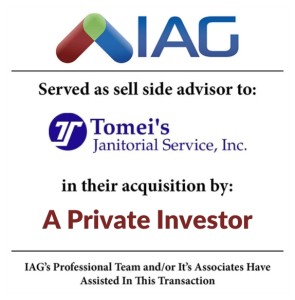 IAG
Served as sell side advisor to:
Tomei's
Janitorial Service, Inc.
in their acquisition by:
A Private Investor
IAG's Professional Team and/or It's Associates Have
Assisted In This Transaction